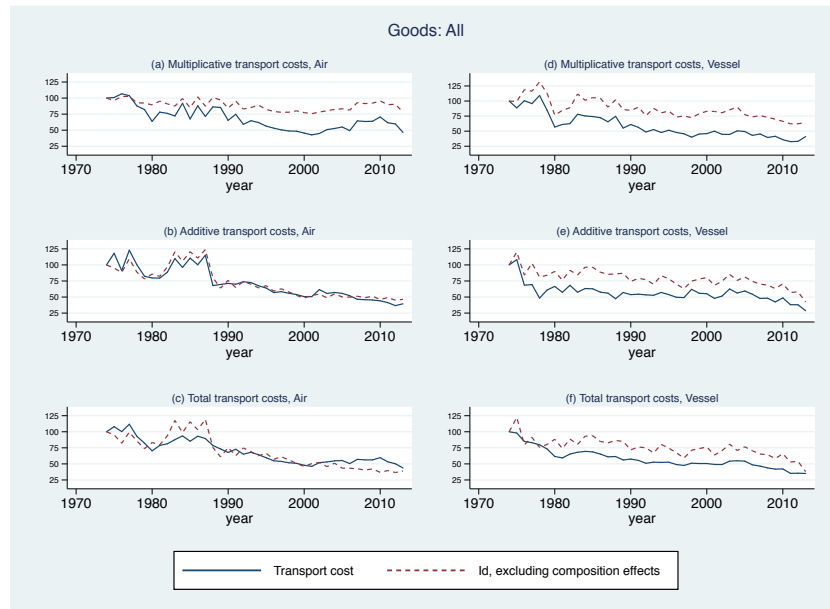 Goods: All
(a) Multiplicative transport costs, Air
125
100
75
50
25
1970 1980 1990 2000 2010
year
(d) Multiplicative transport costs, Vessel
125
100
75
50
25
1970 1980 1990 2000 2010
year
(b) Additive transport costs, Air
125
100
75
50
25
1970 1980 1990 2000 2010
year
(e) Additive transport costs, Vessel
125
100
75
50
25
1970 1980 1990 2000 2010
year
(c) Total transport costs, Air
125
100
75
50
25
1970 1980 1990 2000 2010
year
(f) Total transport costs, Vessel
125
100
75
50
25
1970 1980 1990 2000 2010
year
Transport cost Id, excluding composition effects